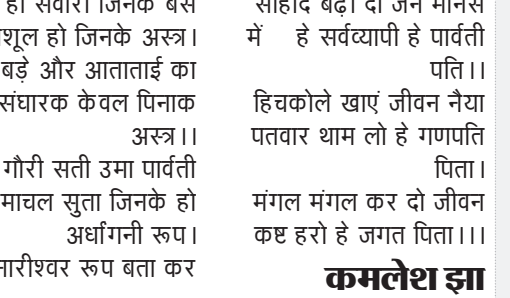 हो सवारी जिनके बस
हो जिनके अस्त्र।
बड़े और आताताई का
संघारक केवल पिनाक
अस्त्र।।
गौरी सती उमा पार्वती
सुता जिनके हो
अर्धांगनी रूप।
रूप बता कर
सौहार्द बढ़ा दो जन मानस
में हे सर्वव्यापी हे पार्वती
पति।।
हिचकोले खाएं जीवन नैया
पतवार थाम लो हे गणपति
पिता।
मंगल मंगल कर दो जीवन
कष्ट हरो हे जगत पिता।।।
कमलेश झा